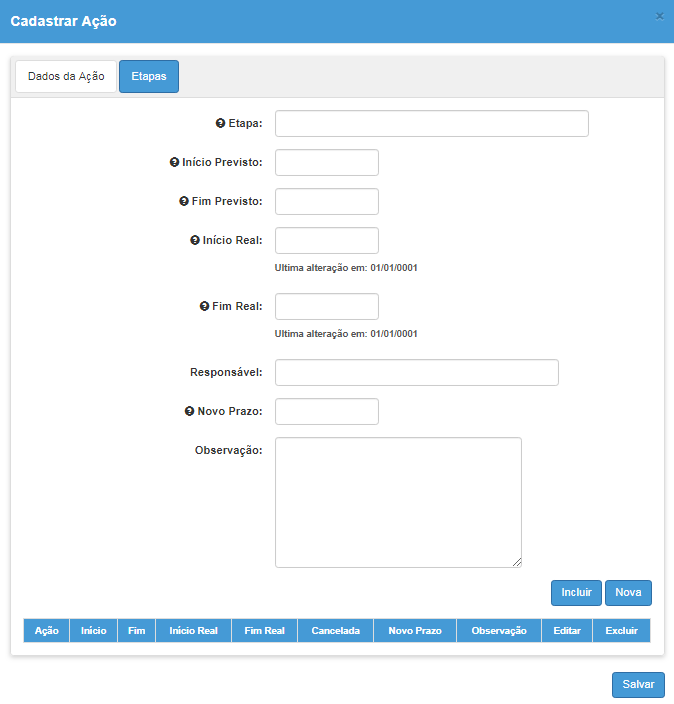 Cadastrar Ação ×
Dados da Ação Etapas
Etapa:
Início Previsto:
Fim Previsto:
Início Real:
Ultima alteração em: 01/01/0001
Fim Real:
Ultima alteração em: 01/01/0001
Responsável:
Novo Prazo:
Observação:
Incluir Nova
Ação Início Fim Início Real Fim Real Cancelada Novo Prazo Observação Editar Excluir
Salvar